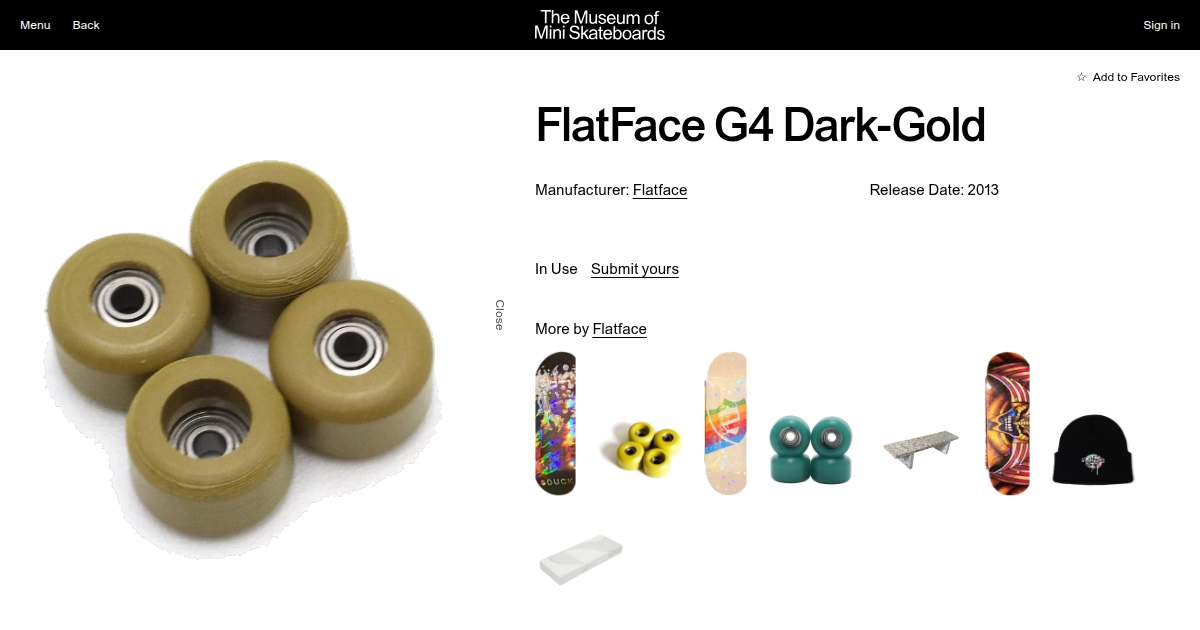 Menu
Back
The Museum of
Mini Skateboards
Sign in
☆ Add to Favorites
FlatFace G4 Dark-Gold
Manufacturer: Flatface
Release Date: 2013
In Use
Submit yours
Close
More by Flatface
DUCK